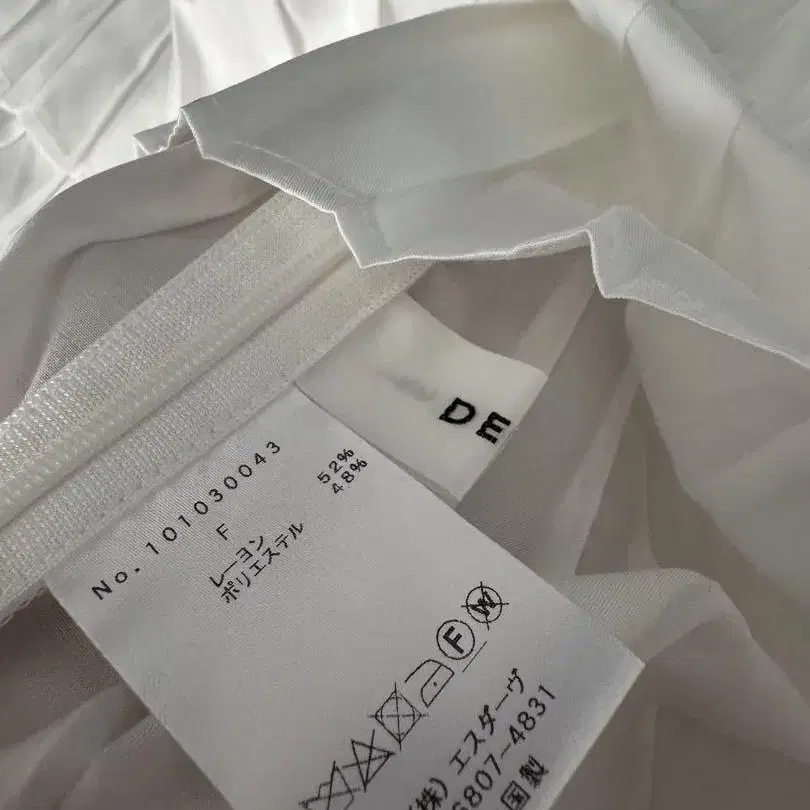 No.101030043
F
レーヨン 52%
ポリエステル 48%
F W
(株) エスダーヴ
6807-4831
国製
De